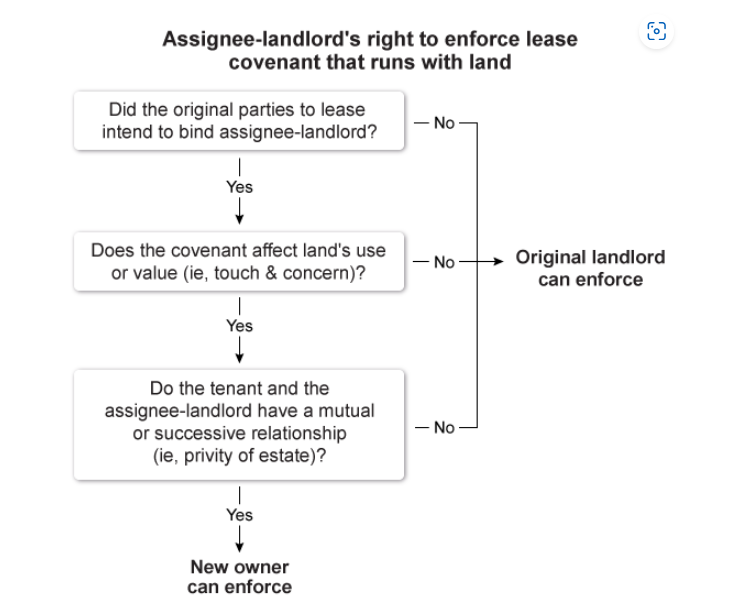 Assignee-landlord's right to enforce lease
covenant that runs with land
Did the original parties to lease
intend to bind assignee-landlord?
No
Yes
Does the covenant affect land's use
or value (ie, touch & concern)?
No
Original landlord
can enforce
Yes
Do the tenant and the
assignee-landlord have a mutual
or successive relationship
(ie, privity of estate)?
No
Yes
New owner
can enforce